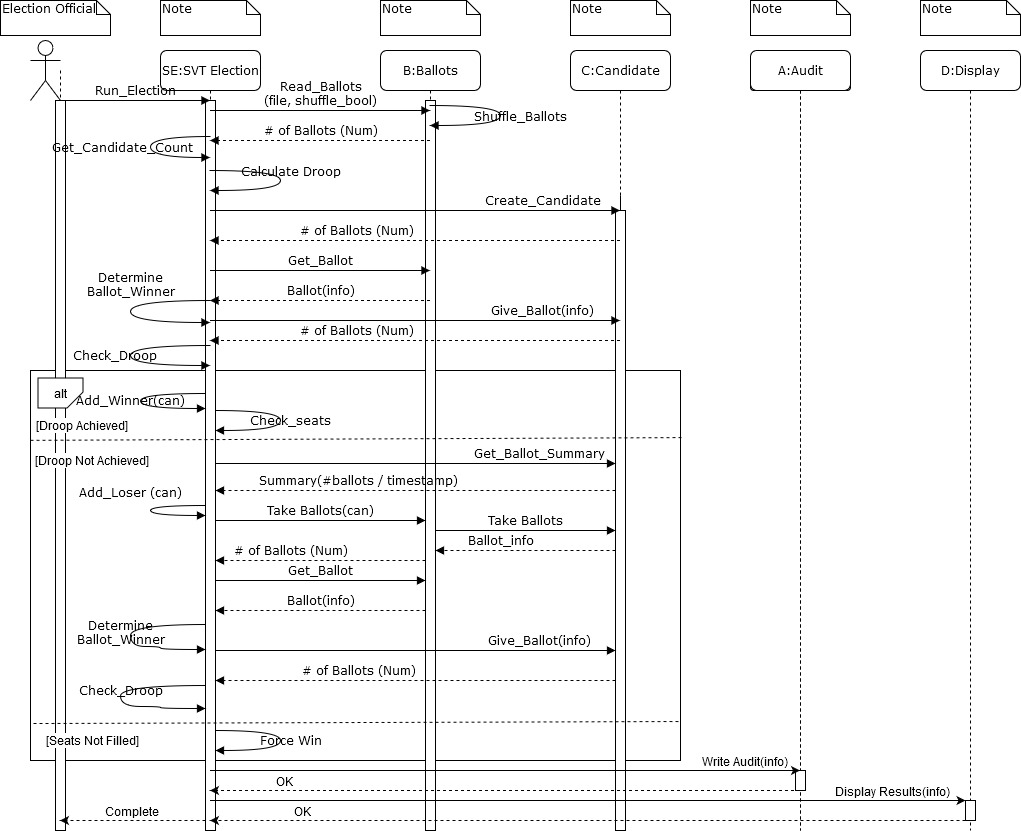 Election Official
Note
Note
Note
Note
Note
SE:SVT Election
B:Ballots
C:Candidate
A:Audit
D:Display
Run_Election
Read_Ballots
(file, shuffle_bool)
Shuffle_Ballots
# of Ballots (Num)
Get_Candidate_Count
Calculate Droop
Create_Candidate
# of Ballots (Num)
Get_Ballot
Determine
Ballot_Winner
Ballot(info)
Give_Ballot(info)
# of Ballots (Num)
Check_Droop
alt
Add_Winner(can)
Check_seats
[Droop Achieved]
[Droop Not Achieved]
Get_Ballot_Summary
Summary(#ballots / timestamp)
Add_Loser (can)
Take Ballots(can)
Take Ballots
Ballot_info
# of Ballots (Num)
Get_Ballot
Ballot(info)
Determine
Ballot_Winner
Give_Ballot(info)
# of Ballots (Num)
Check_Droop
[Seats Not Filled]
Force Win
Write Audit(info)
OK
Display Results(info)
Complete
OK